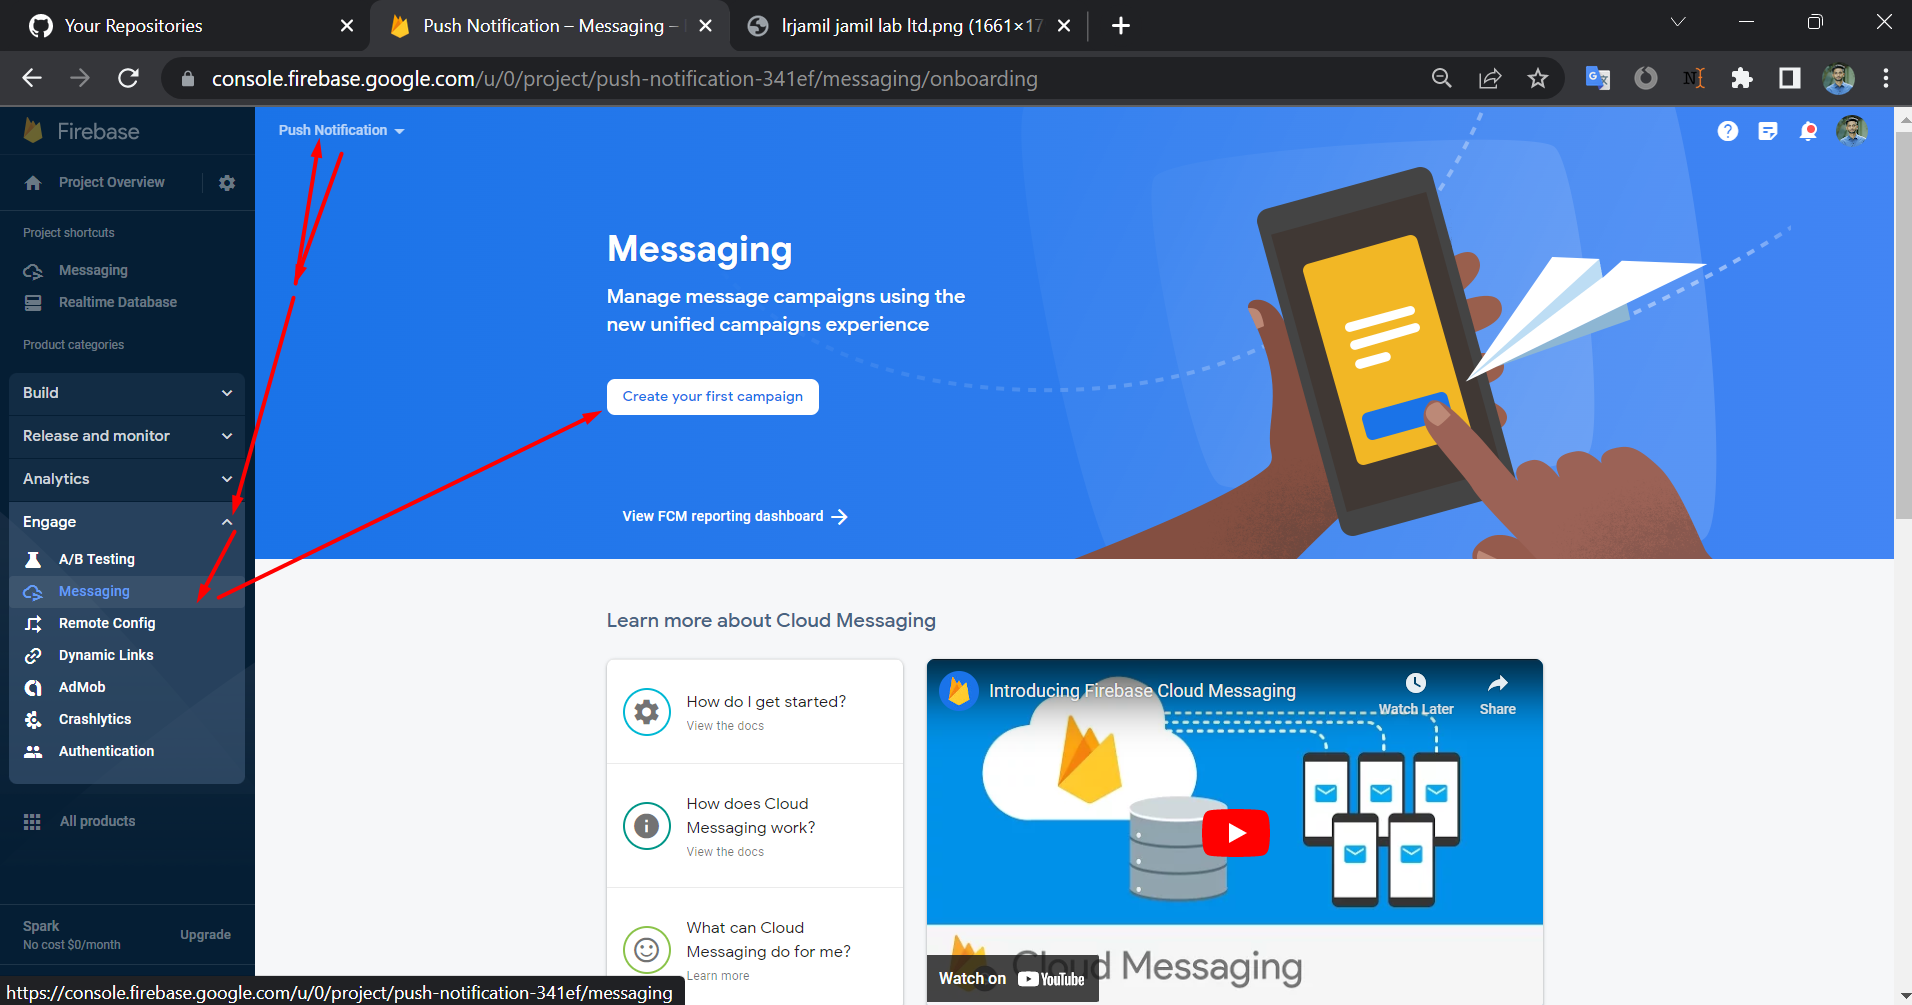 Your Repositories
Push Notification – Messaging –
lrjamil jamil lab ltd.png (1661×17
console.firebase.google.com/u/0/project/push-notification-341ef/messaging/onboarding
Firebase
Push Notification
Project Overview
Project shortcuts
Messaging
Realtime Database
Product categories
Build
Release and monitor
Analytics
Engage
A/B Testing
Messaging
Remote Config
Dynamic Links
AdMob
Crashlytics
Authentication
All products
Spark
No cost $0/month
Upgrade
Messaging
Manage message campaigns using the
new unified campaigns experience
Create your first campaign
View FCM reporting dashboard
Learn more about Cloud Messaging
How do I get started?
View the docs
How does Cloud
Messaging work?
View the docs
What can Cloud
Messaging do for me?
Learn more
Introducing Firebase Cloud Messaging
Watch Later
Share
Cloud Messaging
Watch on YouTube
https://console.firebase.google.com/u/0/project/push-notification-341ef/messaging